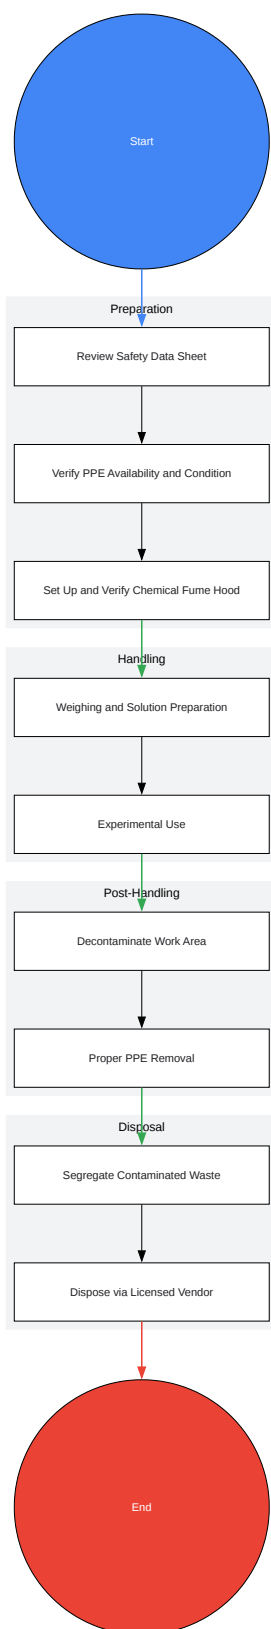 Start
Preparation
Review Safety Data Sheet
Verify PPE Availability and Condition
Set Up and Verify Chemical Fume Hood
Handling
Weighing and Solution Preparation
Experimental Use
Post-Handling
Decontaminate Work Area
Proper PPE Removal
Disposal
Segregate Contaminated Waste
Dispose via Licensed Vendor
End